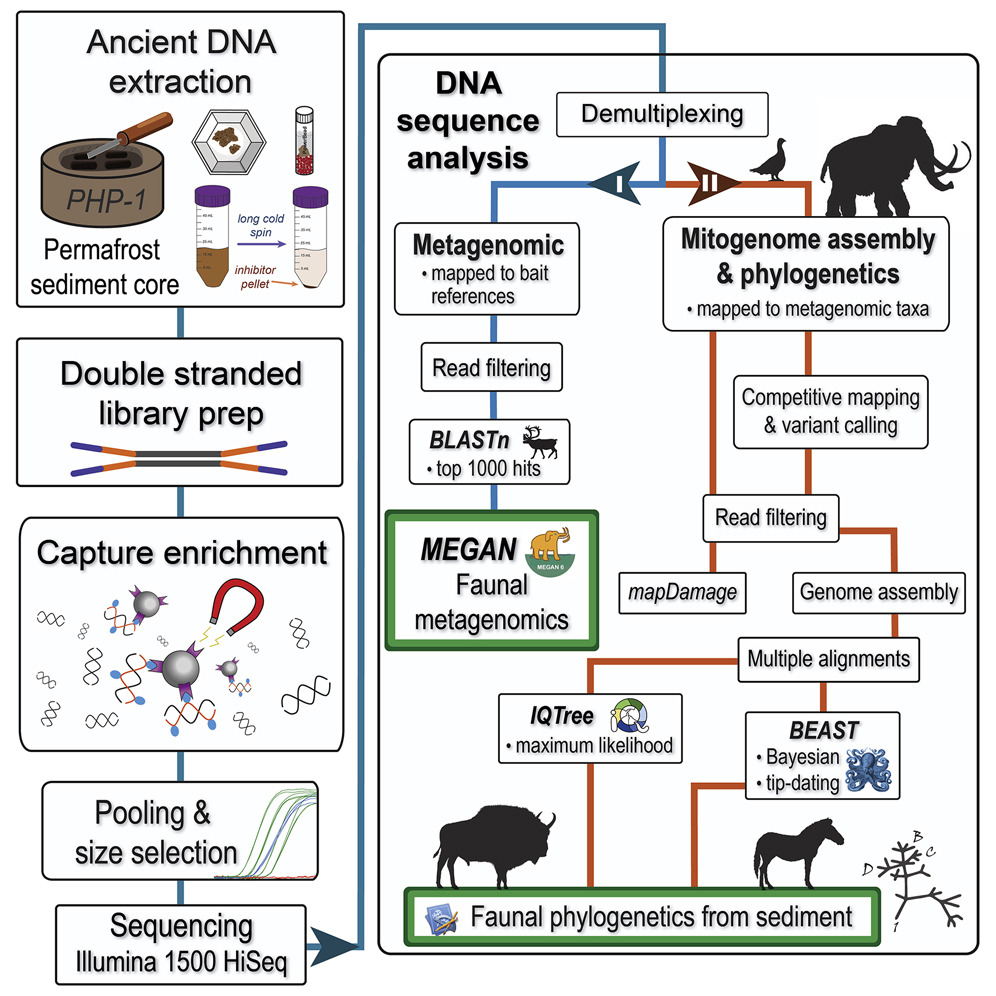 Ancient DNA
extraction
PHP-1
long cold
spin
inhibitor
pellet
Permafrost
sediment core
Double stranded
library prep
Capture enrichment
Pooling &
size selection
Sequencing
Illumina 1500 HiSeq
DNA
sequence
analysis
Demultiplexing
I
II
Metagenomic
• mapped to bait
references
Read filtering
BLASTn
• top 1000 hits
MEGAN
MEGAN 6
Faunal
metagenomics
Mitogenome assembly
& phylogenetics
• mapped to metagenomic taxa
Competitive mapping
& variant calling
Read filtering
mapDamage
Genome assembly
Multiple alignments
IQTree
• maximum likelihood
BEAST
• Bayesian
• tip-dating
B
C
D
1
Faunal phylogenetics from sediment